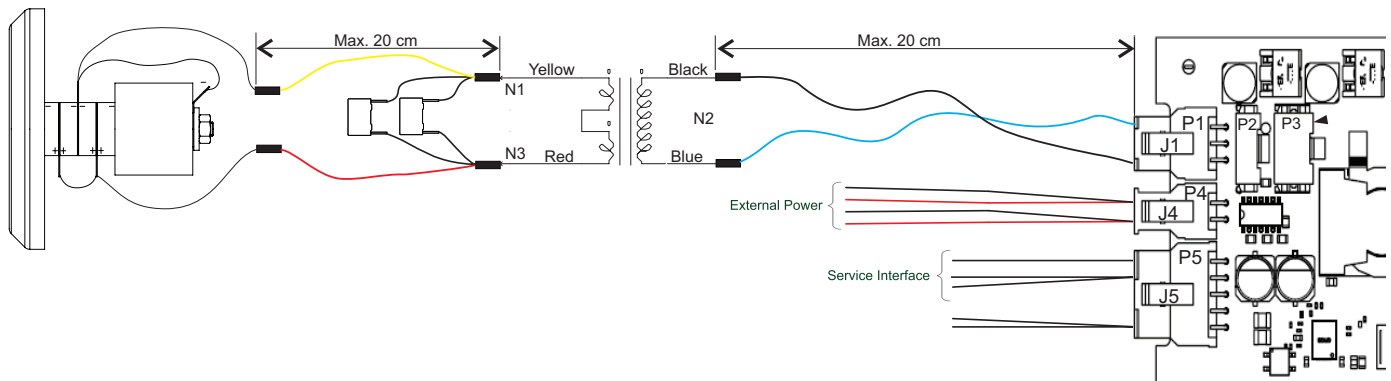 Max. 20 cm
Max. 20 cm
Yellow
Black
N1
N2
N3
Red
Blue
P1
J1
P2
P3
External Power
P4
J4
Service Interface
P5
J5
++
++
-